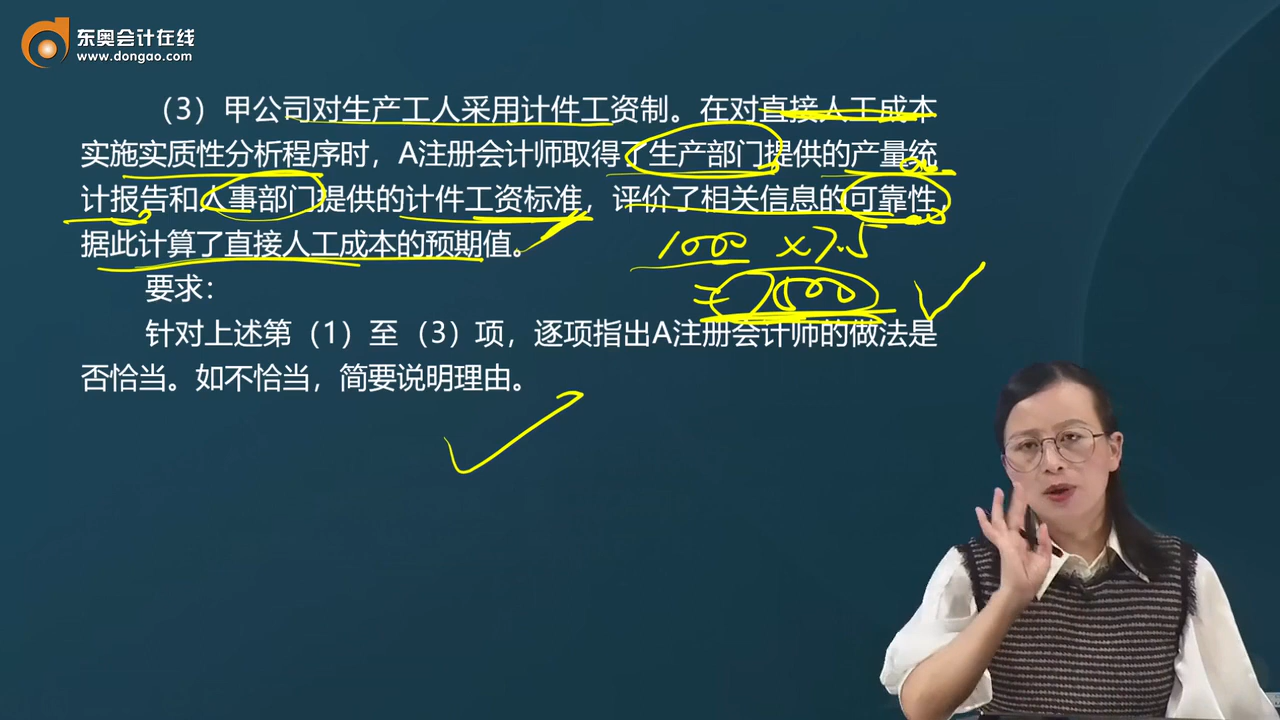 东奥会计在线
www.dongao.com
（3）甲公司对生产工人采用计件工资制。在对直接人工成本
实施实质性分析程序时，A注册会计师取得了生产部门提供的产量统
计报告和人事部门提供的计件工资标准，评价了相关信息的可靠性，
据此计算了直接人工成本的预期值。
1000 ×7.5
=7500
要求：
针对上述第（1）至（3）项，逐项指出A注册会计师的做法是
否恰当。如不恰当，简要说明理由。